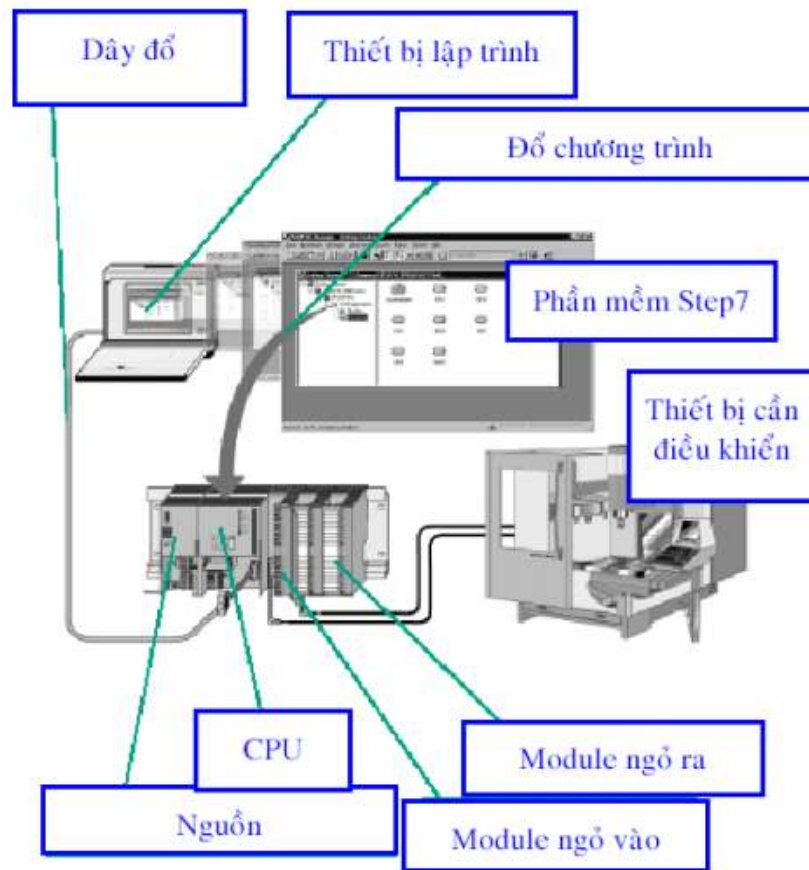 Dây đổ
Thiết bị lập trình
Đổ chương trình
Phần mềm Step7
Thiết bị cần
điều khiển
CPU
Module ngỏ ra
Nguồn
Module ngỏ vào